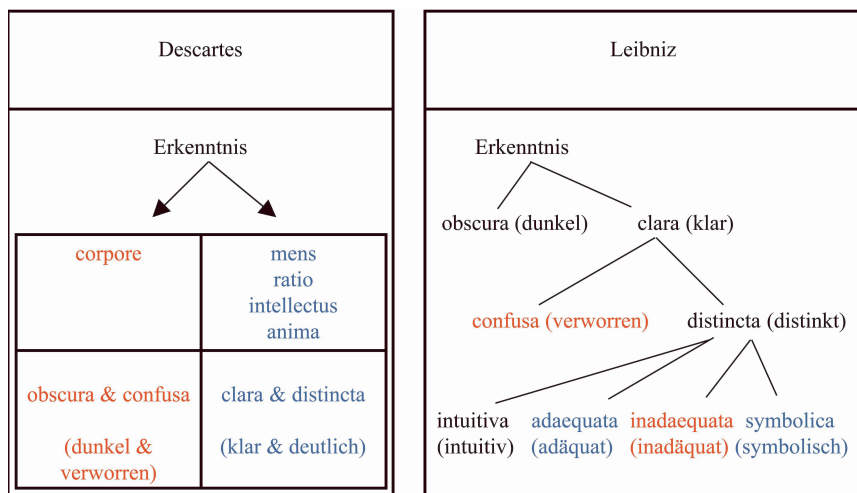 Descartes
Erkenntnis
corpore
mens
ratio
intellectus
anima
obscura & confusa
(dunkel &
verworren)
clara & distincta
(klar & deutlich)
Leibniz
Erkenntnis
obscura (dunkel)
clara (klar)
confusa (verworren)
distincta (distinkt)
intuitiva
(intuitiv)
adaequata
(adäquat)
inadaequata
(inadäquat)
symbolica
(symbolisch)